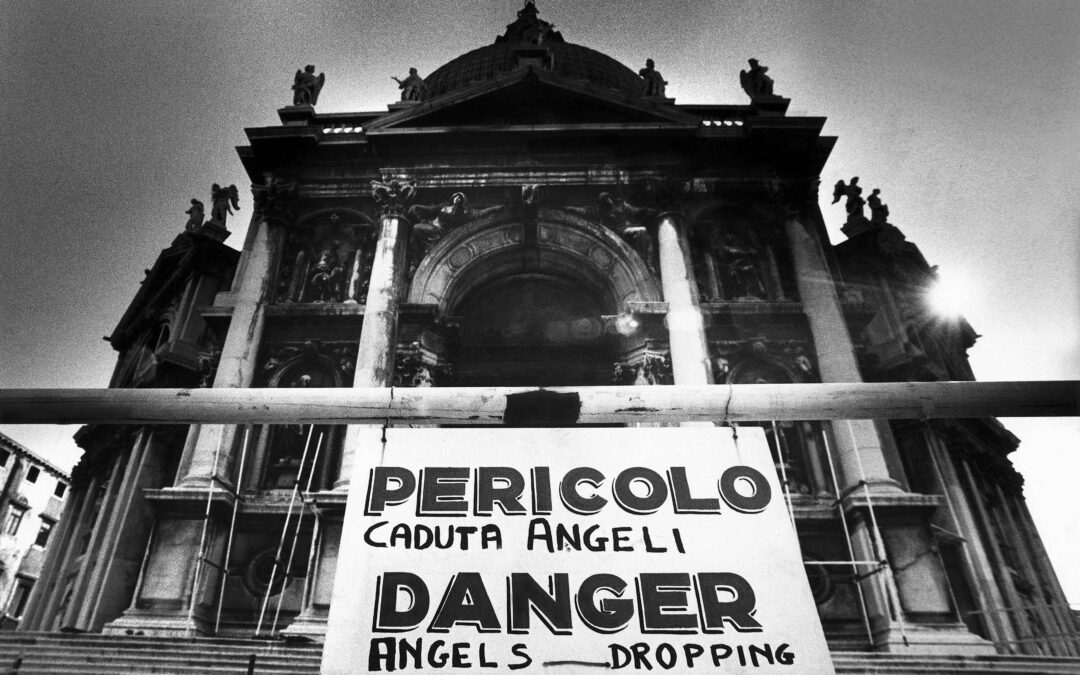 PERICOLO
CADUTA ANGELI
DANGER
ANGELS — DROPPING